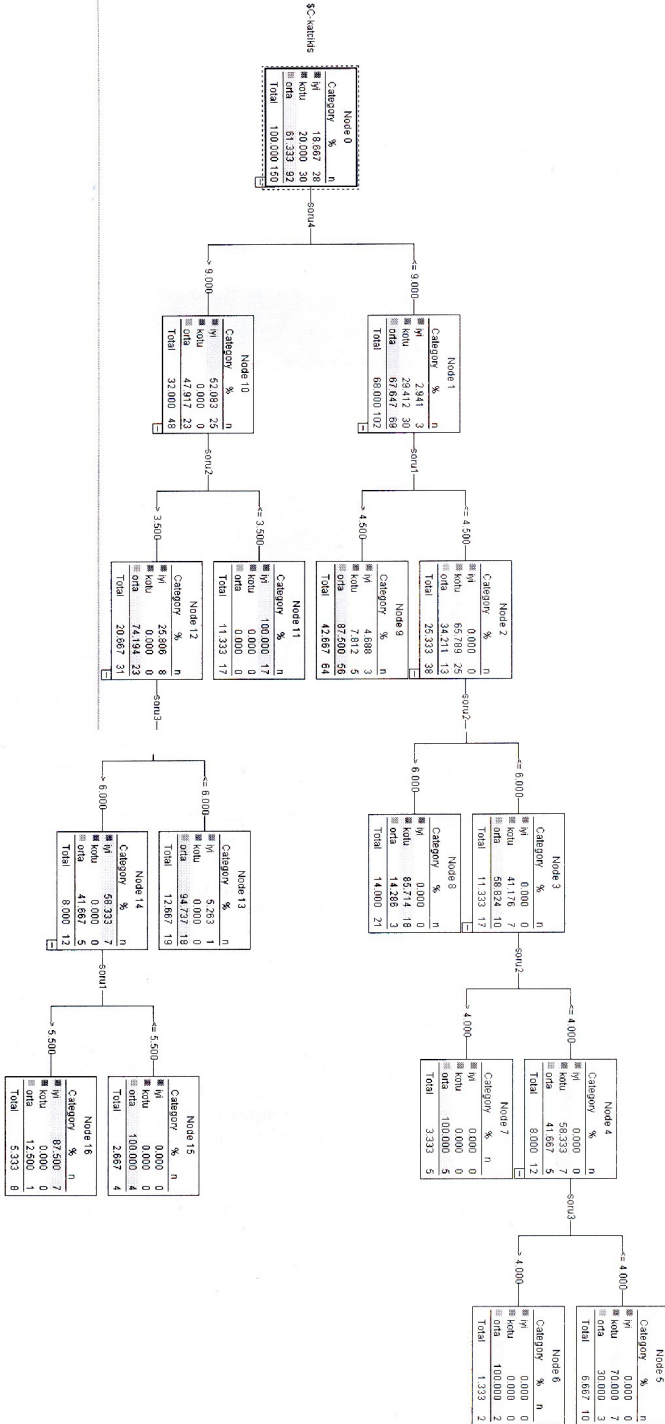 $C-katcikis
Node 0
Category % n
iyi 18.667 28
kotu 20.000 30
orta 61.333 92
Total 100.000 150
soru4
<= 9.000
> 9.000
Node 1
Category % n
iyi 2.941 3
kotu 29.412 30
orta 67.647 69
Total 68.000 102
soru1
Node 10
Category % n
iyi 52.083 25
kotu 0.000 0
orta 47.917 23
Total 32.000 48
soru2
<= 4.500
> 4.500
<= 3.500
> 3.500
Node 2
Category % n
iyi 0.000 0
kotu 65.789 25
orta 34.211 13
Total 25.333 38
soru2
Node 9
Category % n
iyi 4.688 3
kotu 7.812 5
orta 87.500 56
Total 42.667 64
Node 11
Category % n
iyi 100.000 17
kotu 0.000 0
orta 0.000 0
Total 11.333 17
Node 12
Category % n
iyi 25.806 8
kotu 0.000 0
orta 74.194 23
Total 20.667 31
soru3
<= 6.000
> 6.000
<= 6.000
> 6.000
Node 3
Category % n
iyi 0.000 0
kotu 41.176 7
orta 58.824 10
Total 11.333 17
soru2
Node 8
Category % n
iyi 0.000 0
kotu 85.714 18
orta 14.286 3
Total 14.000 21
Node 13
Category % n
iyi 5.263 1
kotu 0.000 0
orta 94.737 18
Total 12.667 19
Node 14
Category % n
iyi 58.333 7
kotu 0.000 0
orta 41.667 5
Total 8.000 12
soru1
<= 4.000
> 4.000
<= 5.500
> 5.500
Node 4
Category % n
iyi 0.000 0
kotu 58.333 7
orta 41.667 5
Total 8.000 12
soru3
Node 7
Category % n
iyi 0.000 0
kotu 0.000 0
orta 100.000 5
Total 3.333 5
Node 15
Category % n
iyi 0.000 0
kotu 0.000 0
orta 100.000 4
Total 2.667 4
Node 16
Category % n
iyi 87.500 7
kotu 0.000 0
orta 12.500 1
Total 5.333 8
<= 4.000
> 4.000
Node 5
Category % n
iyi 0.000 0
kotu 70.000 7
orta 30.000 3
Total 6.667 10
Node 6
Category % n
iyi 0.000 0
kotu 0.000 0
orta 100.000 2
Total 1.333 2